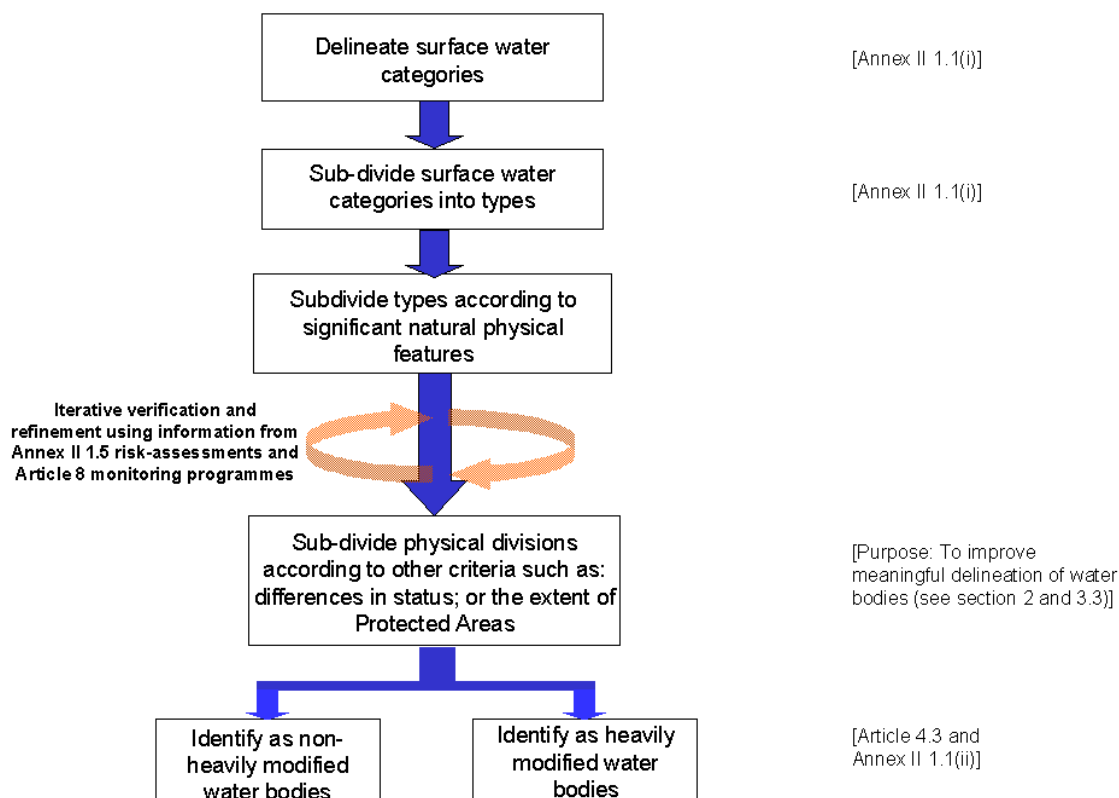 Delineate surface water
categories
[Annex II 1.1(i)]
Sub-divide surface water
categories into types
[Annex II 1.1(i)]
Subdivide types according to
significant natural physical
features
Iterative verification and
refinement using information from
Annex II 1.5 risk-assessments and
Article 8 monitoring programmes
Sub-divide physical divisions
according to other criteria such as:
differences in status; or the extent of
Protected Areas
[Purpose: To improve
meaningful delineation of water
bodies (see section 2 and 3.3)]
Identify as non-
heavily modified
water bodies
Identify as heavily
modified water
bodies
[Article 4.3 and
Annex II 1.1(ii)]